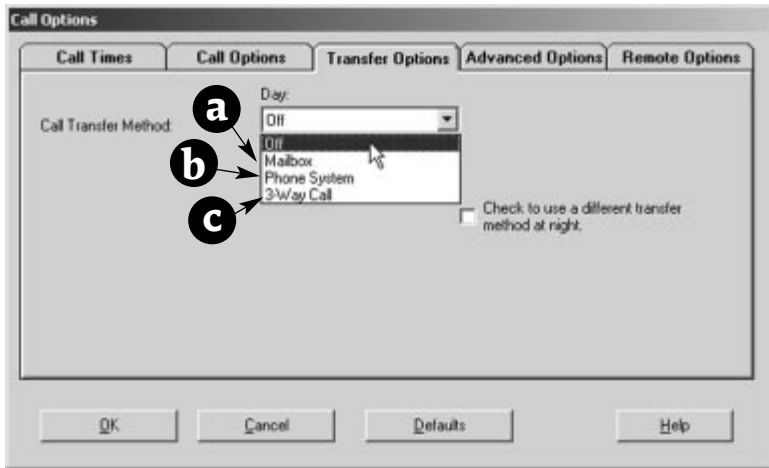 Call Options
Call Times Call Options Transfer Options Advanced Options Remote Options
Day:
Call Transfer Method: Off
a Off
b Mailbox
Phone System
c 3-Way Call
Check to use a different transfer
method at night.
OK Cancel Defaults Help